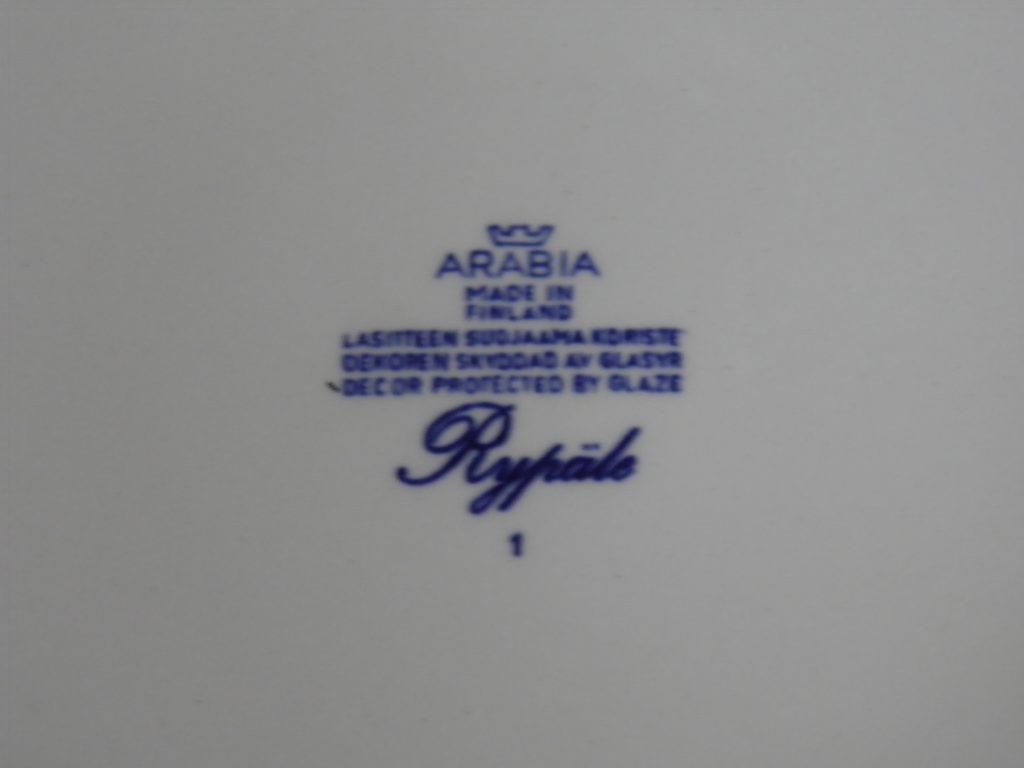 ARABIA
MADE IN
FINLAND
LASITTEEN SUOJAAMA KORISTE
DEKOREN SKYDDAD AV GLASYR
DECOR PROTECTED BY GLAZE
Rypäle
1